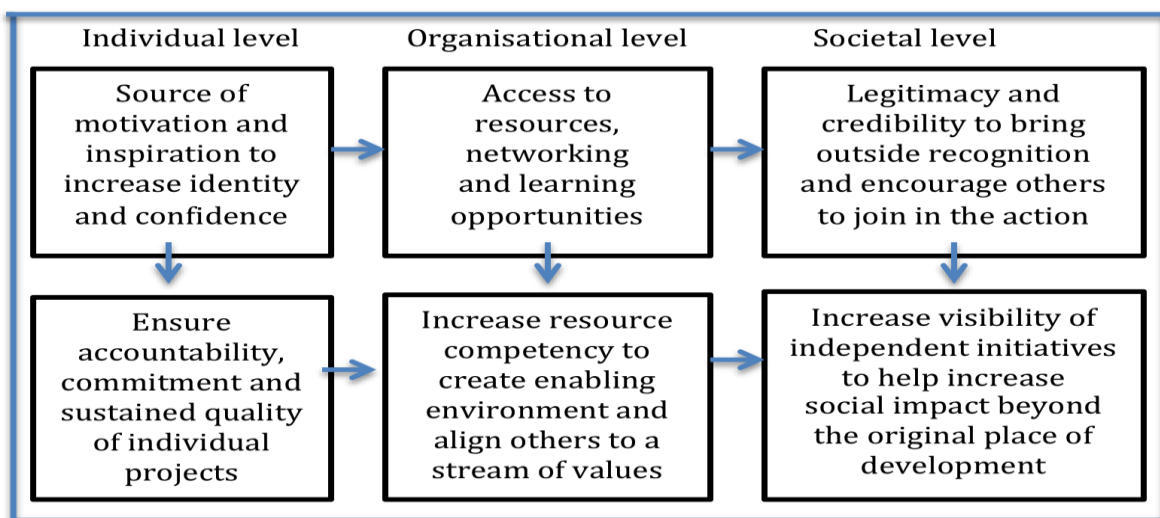 Individual level
Organisational level
Societal level
Source of
motivation and
inspiration to
increase identity
and confidence
Access to
resources,
networking
and learning
opportunities
Legitimacy and
credibility to bring
outside recognition
and encourage others
to join in the action
Ensure
accountability,
commitment and
sustained quality
of individual
projects
Increase resource
competency to
create enabling
environment and
align others to a
stream of values
Increase visibility of
independent initiatives
to help increase
social impact beyond
the original place of
development